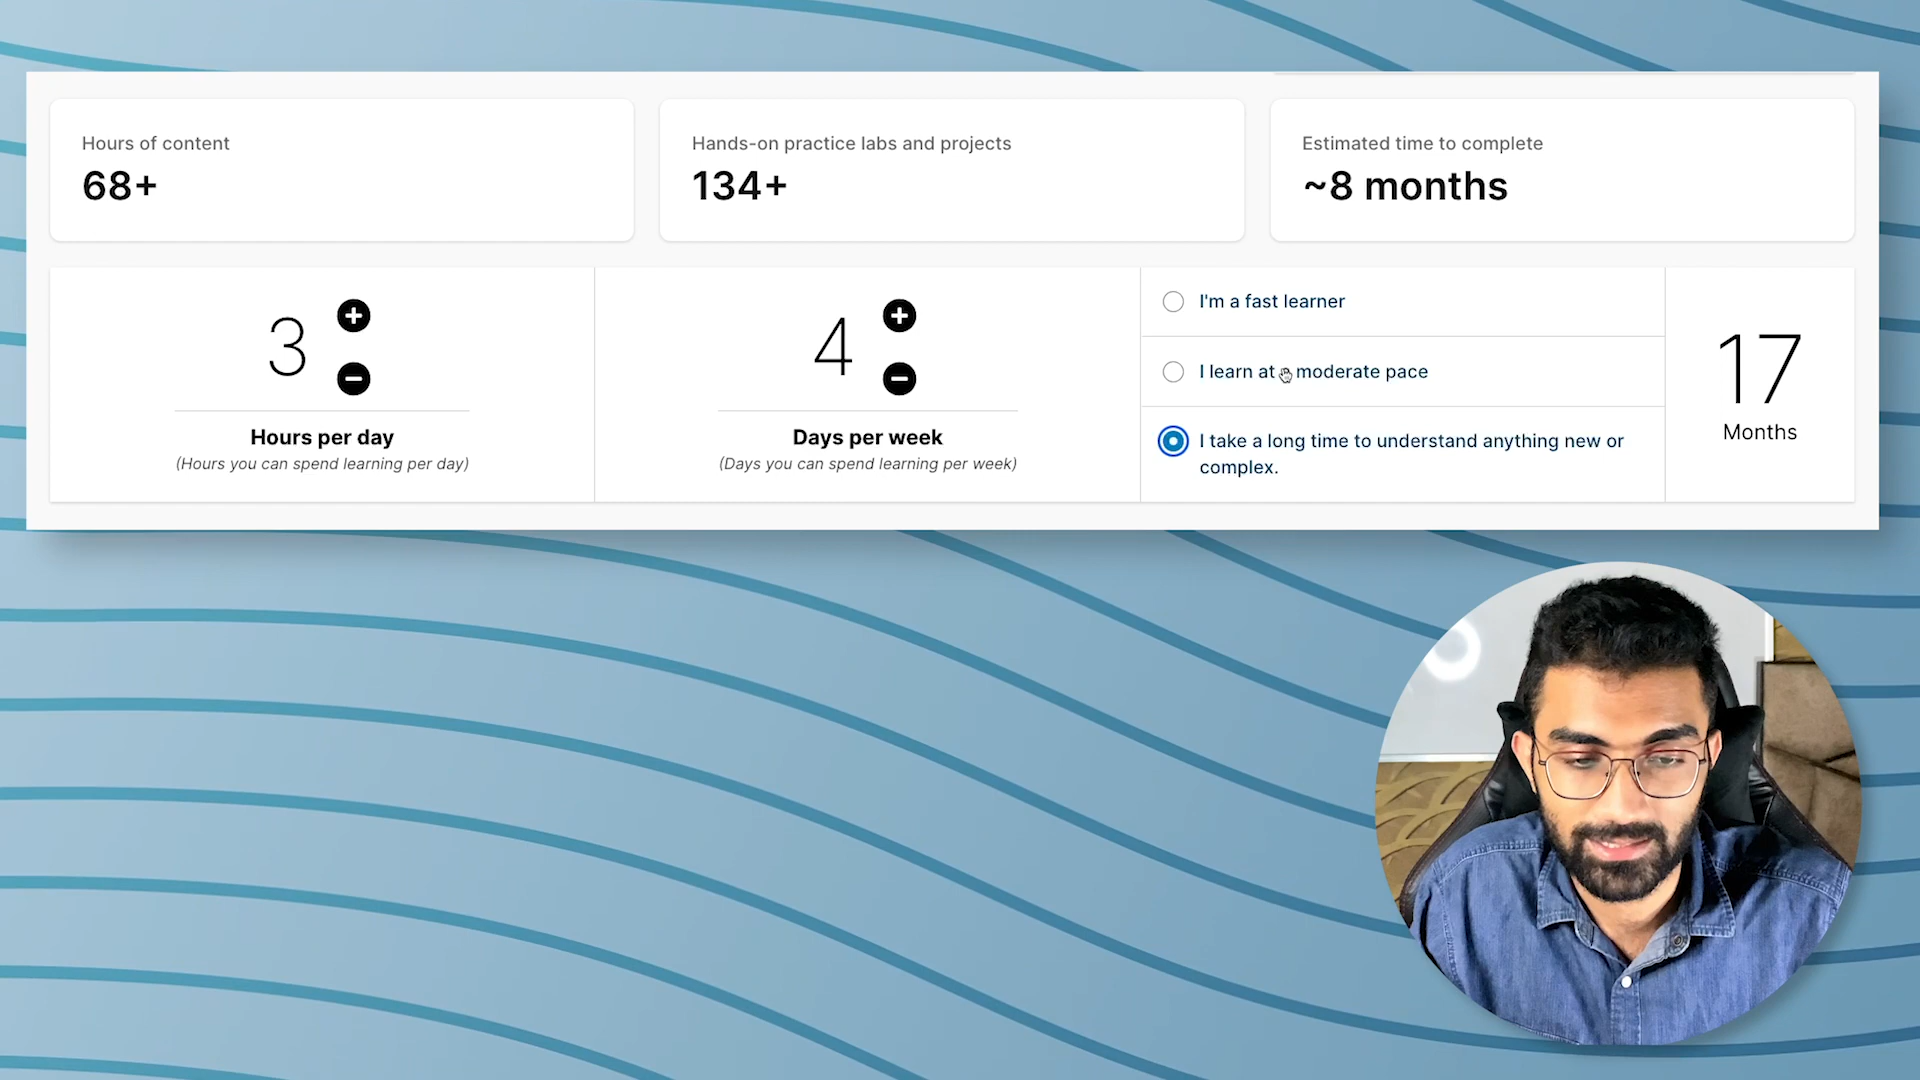 Hours of content
68+
Hands-on practice labs and projects
134+
Estimated time to complete
~8 months
3
Hours per day
(Hours you can spend learning per day)
4
Days per week
(Days you can spend learning per week)
I'm a fast learner
I learn at moderate pace
I take a long time to understand anything new or
complex.
17
Months